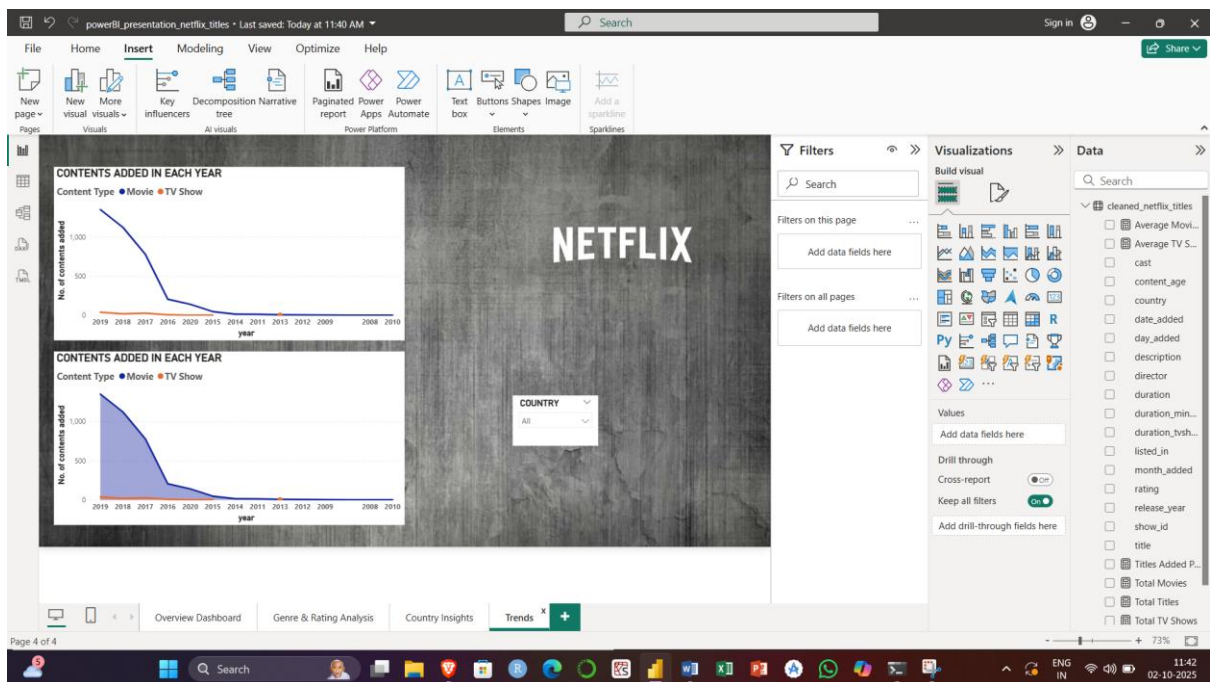 powerBI_presentation_netflix_titles • Last saved: Today at 11:40 AM
Search
Sign in
File Home Insert Modeling View Optimize Help
Share
New page
New visual
More visuals
Key influencers
Decomposition tree
Narrative
Paginated report
Power Apps
Power Automate
Text box
Buttons
Shapes
Image
Add a sparkline
Pages
Visuals
AI visuals
Power Platform
Elements
Sparklines
CONTENTS ADDED IN EACH YEAR
Content Type Movie TV Show
No. of contents added
1,000
500
0
2019 2018 2017 2016 2020 2015 2014 2011 2013 2012 2009 2008 2010
year
CONTENTS ADDED IN EACH YEAR
Content Type Movie TV Show
No. of contents added
1,000
500
0
2019 2018 2017 2016 2020 2015 2014 2011 2013 2012 2009 2008 2010
year
NETFLIX
COUNTRY
All
Filters
Search
Filters on this page ...
Add data fields here
Filters on all pages ...
Add data fields here
Visualizations
Build visual
R
Py
...
Values
Add data fields here
Drill through
Cross-report
Off
Keep all filters
On
Add drill-through fields here
Data
Search
cleaned_netflix_titles
Average Movi...
Average TV S...
cast
content_age
country
date_added
day_added
description
director
duration
duration_min...
duration_tvsh...
listed_in
month_added
rating
release_year
show_id
title
Titles Added P...
Total Movies
Total Titles
Total TV Shows
Overview Dashboard
Genre & Rating Analysis
Country Insights
Trends
x
+
Page 4 of 4
- + 73%
5
Search
ENG
IN
11:42
02-10-2025